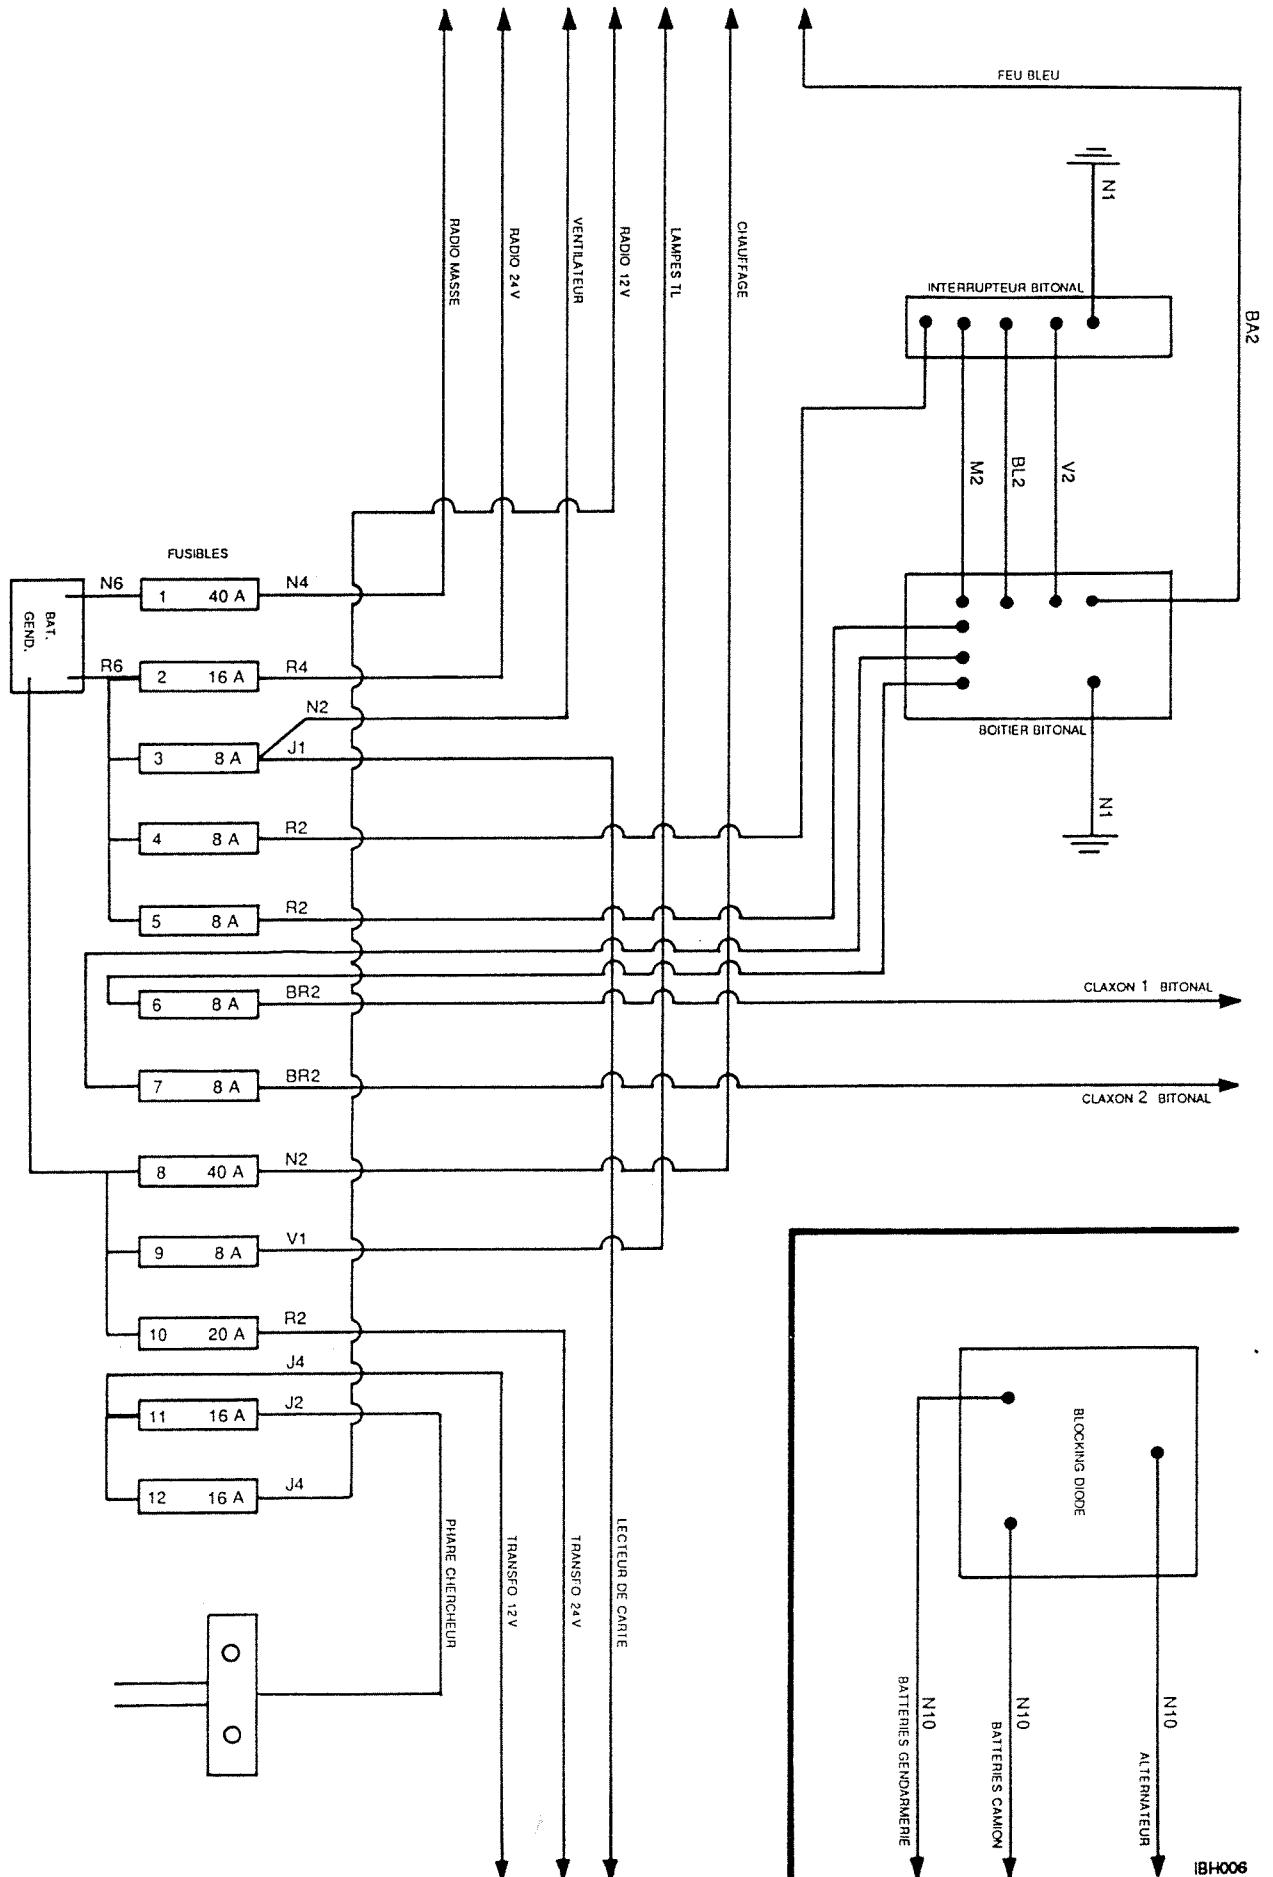 FEU BLEU
N1
INTERRUPTEUR BITONAL
BA2
RADIO MASSE
RADIO 24V
VENTILATEUR
RADIO 12V
LAMPES TL
CHAUFFAGE
M2
BL2
V2
FUSIBLES
BAT.
GEND.
N6
1 40 A
N4
R6
2 16 A
R4
N2
3 8 A
J1
BOITIER BITONAL
N1
4 8 A
R2
5 8 A
R2
6 8 A
BR2
CLAXON 1 BITONAL
7 8 A
BR2
CLAXON 2 BITONAL
8 40 A
N2
9 8 A
V1
10 20 A
R2
J4
11 16 A
J2
12 16 A
J4
PHARE CHERCHEUR
TRANSFO 12V
TRANSFO 24V
LECTEUR DE CARTE
BLOCKING DIODE
N10
BATTERIES GENDARMERIE
N10
BATTERIES CAMION
N10
ALTERNATEUR
IBH006